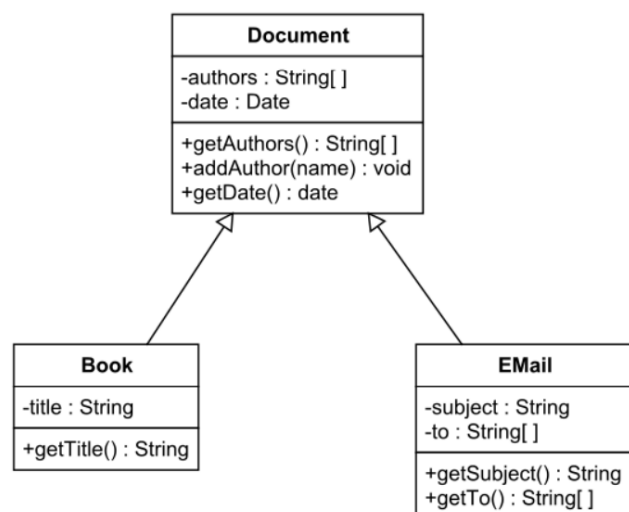 Document
-authors : String[ ]
-date : Date
+getAuthors() : String[ ]
+addAuthor(name) : void
+getDate() : date
Book
-title : String
+getTitle() : String
EMail
-subject : String
-to : String[ ]
+getSubject() : String
+getTo() : String[ ]